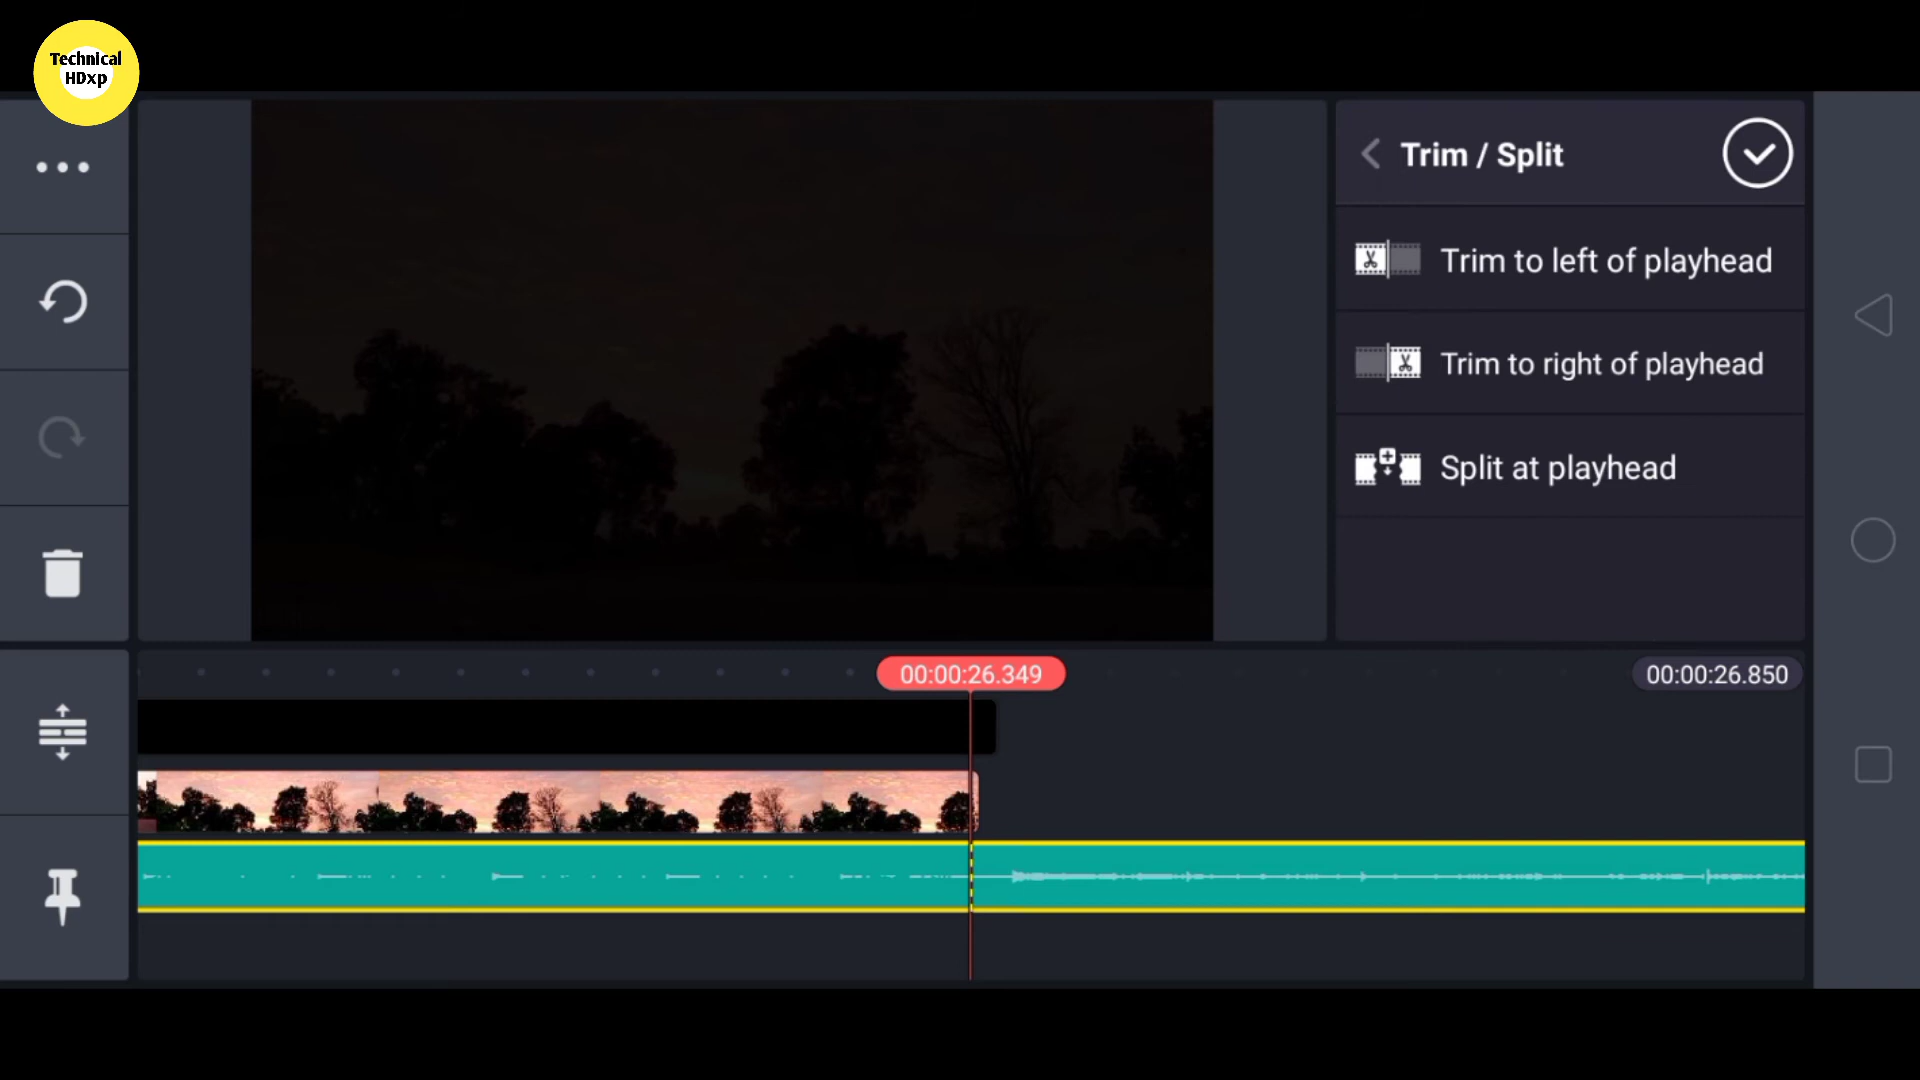 Technical
HDxp
Trim / Split
Trim to left of playhead
Trim to right of playhead
Split at playhead
00:00:26.349
00:00:26.850